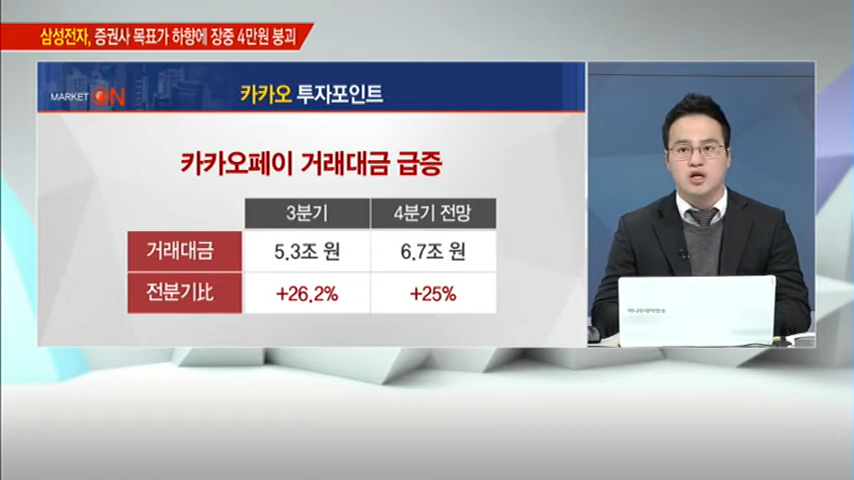 삼성전자, 증권사 목표가 하향에 장중 4만원 붕괴
MARKET ON
카카오 투자포인트
카카오페이 거래대금 급증
3분기 4분기 전망
거래대금 5.3조 원 6.7조 원
전분기比 +26.2% +25%